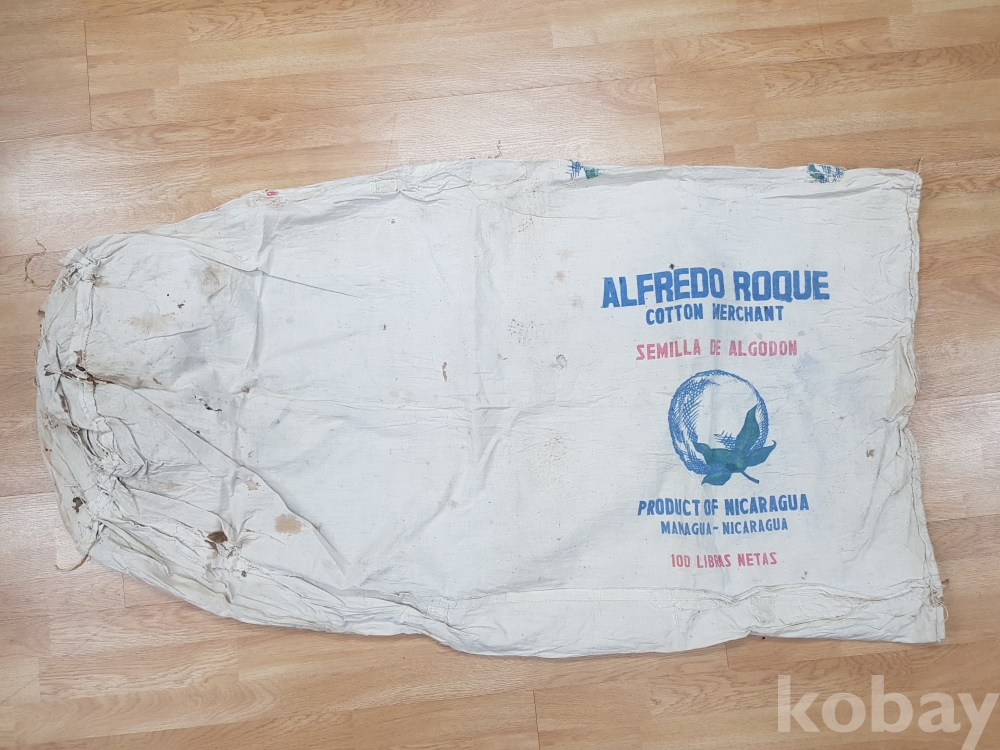 ALFREDO ROQUE
COTTON MERCHANT
SEMILLA DE ALGODON
PRODUCT OF NICARAGUA
MANAGUA-NICARAGUA
100 LIBRAS NETAS
kobay